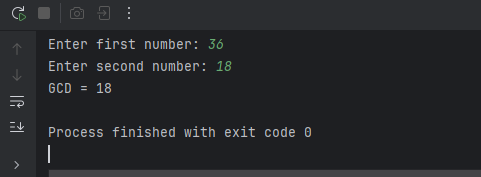 Enter first number: 36
Enter second number: 18
GCD = 18
Process finished with exit code 0